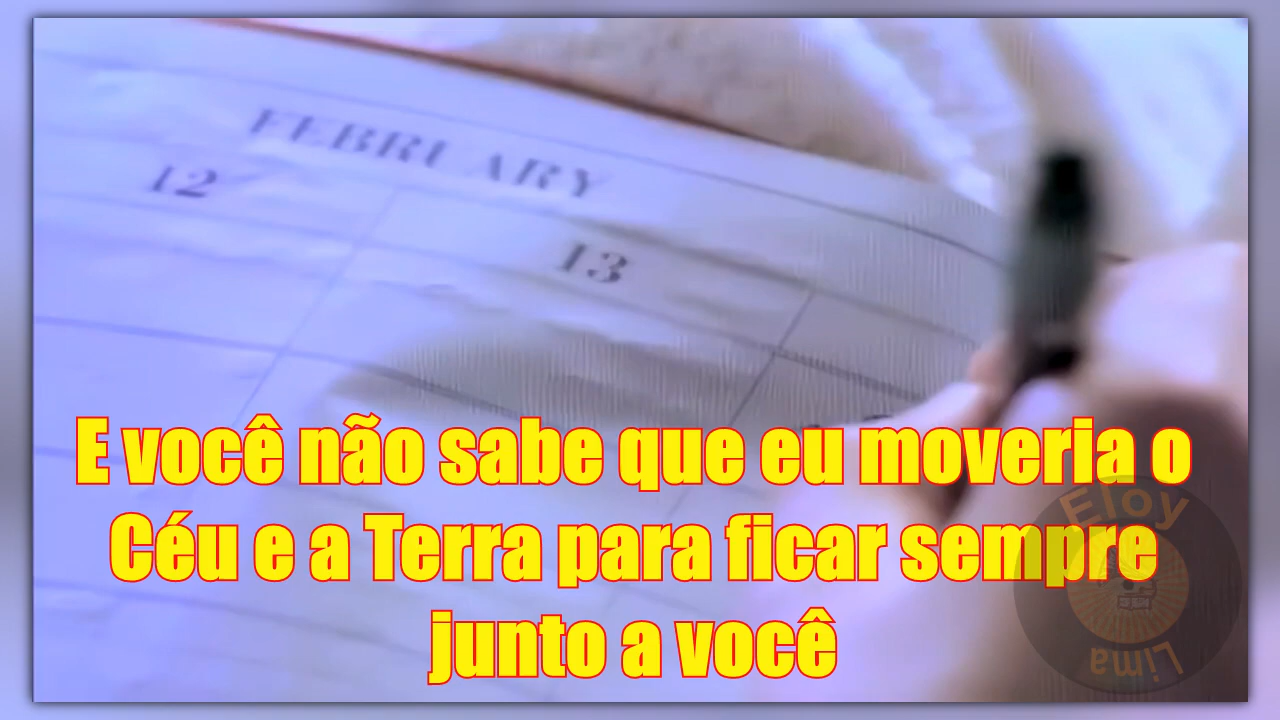 FEBRUARY
12
13
E você não sabe que eu moveria o
Céu e a Terra para ficar sempre
junto a você
Eloy
Lima